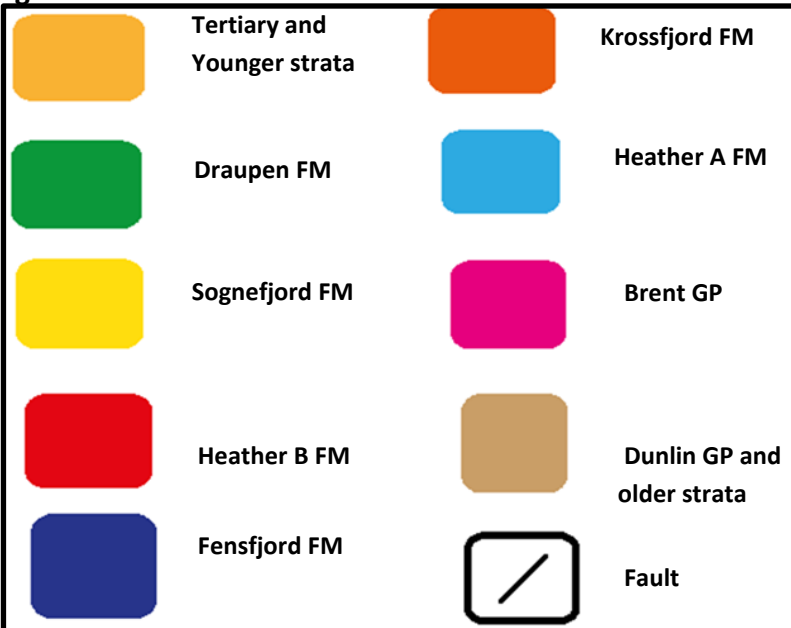 Tertiary and
Younger strata
Krossfjord FM
Draupen FM
Heather A FM
Sognefjord FM
Brent GP
Heather B FM
Dunlin GP and
older strata
Fensfjord FM
Fault